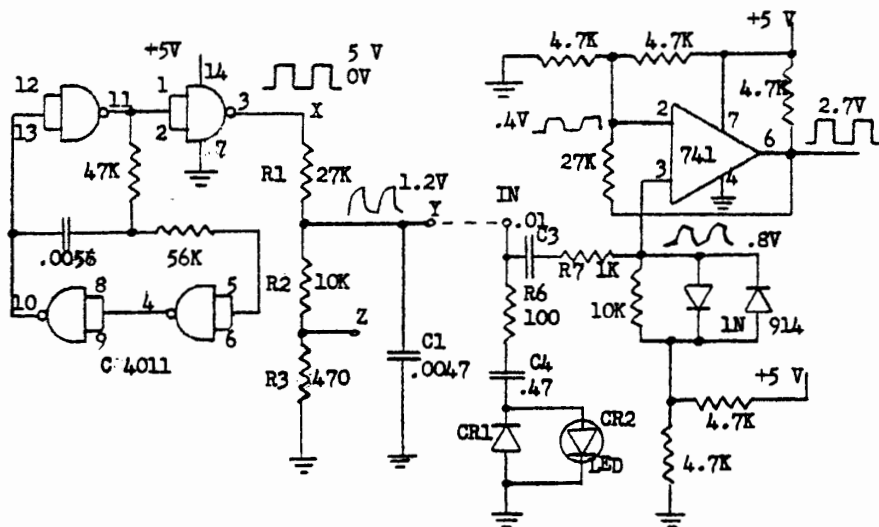 +5 V
4.7K
4.7K
4.7K
+5V
14
5 V
0V
12
13
11
1
2
3
7
X
47K
R1
27K
1.2V
Y
IN
.01
C3
R7
1K
.4V
27K
2
3
741
7
4
6
2.7V
.8V
.0056
56K
10
8
9
4
5
6
C 4011
R2
10K
Z
R3
470
C1
.0047
R6
100
C4
.47
CR1
CR2
LED
10K
1N
914
+5 V
4.7K
4.7K